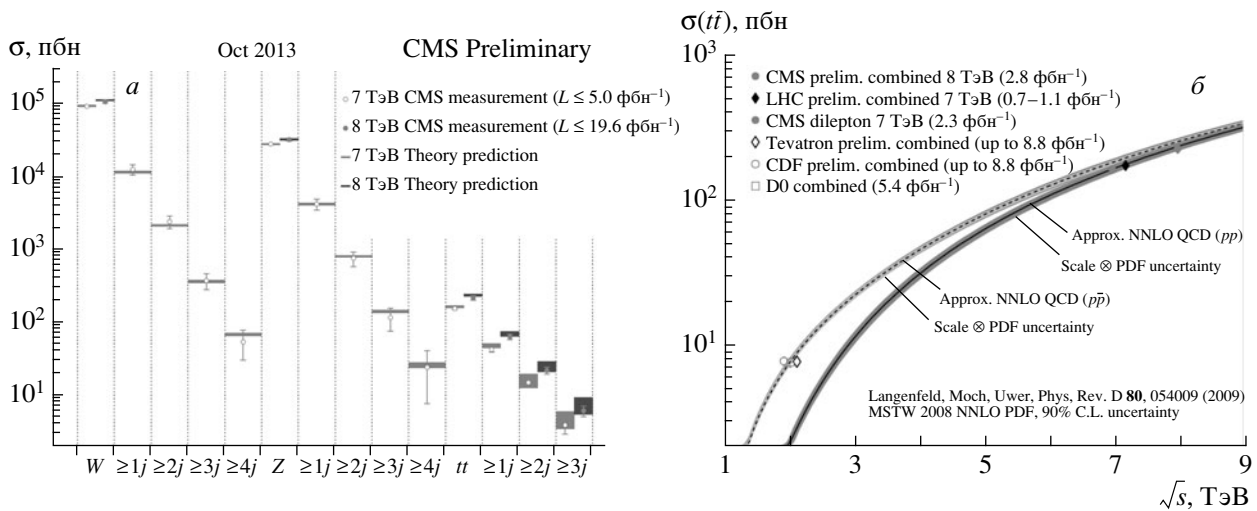 σ, пбн
Oct 2013
CMS Preliminary
а
7 ТэВ CMS measurement (L ≤ 5.0 фбн⁻¹)
8 ТэВ CMS measurement (L ≤ 19.6 фбн⁻¹)
7 ТэВ Theory prediction
8 ТэВ Theory prediction
10⁵
10⁴
10³
10²
10¹
W ≥1j ≥2j ≥3j ≥4j Z ≥1j ≥2j ≥3j ≥4j tt ≥1j ≥2j ≥3j
σ(tt̅), пбн
10³
10²
10¹
б
CMS prelim. combined 8 ТэВ (2.8 фбн⁻¹)
LHC prelim. combined 7 ТэВ (0.7–1.1 фбн⁻¹)
CMS dilepton 7 ТэВ (2.3 фбн⁻¹)
Tevatron prelim. combined (up to 8.8 фбн⁻¹)
CDF prelim. combined (up to 8.8 фбн⁻¹)
D0 combined (5.4 фбн⁻¹)
Approx. NNLO QCD (pp)
Scale ⊗ PDF uncertainty
Approx. NNLO QCD (pp̅)
Scale ⊗ PDF uncertainty
Langenfeld, Moch, Uwer, Phys, Rev. D 80, 054009 (2009)
MSTW 2008 NNLO PDF, 90% C.L. uncertainty
1 3 5 7 9
√s, ТэВ